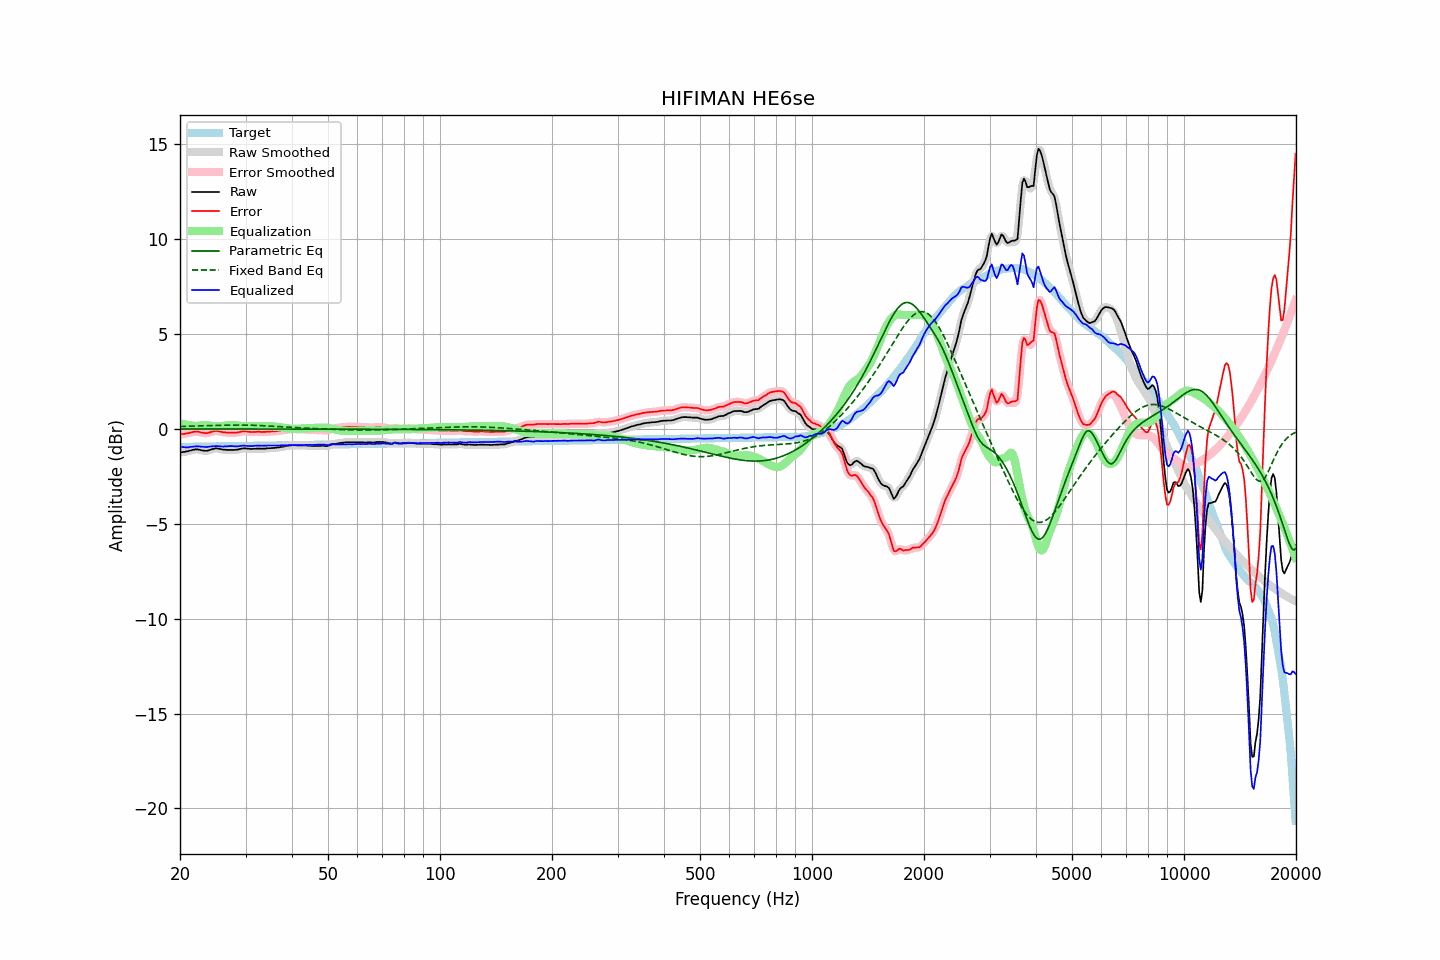 HIFIMAN HE6se
Target
Raw Smoothed
Error Smoothed
Raw
Error
Equalization
Parametric Eq
Fixed Band Eq
Equalized
15
10
5
0
−5
−10
−15
−20
Amplitude (dBr)
20 50 100 200 500 1000 2000 5000 10000 20000
Frequency (Hz)